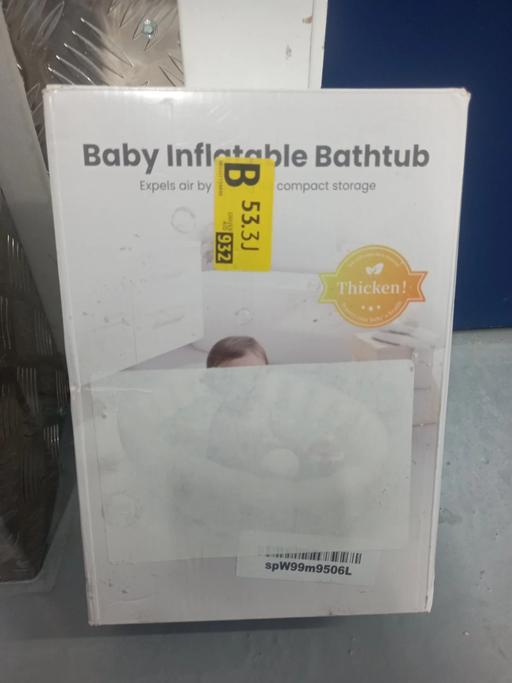 Baby Inflatable Bathtub
Expels air by compact storage
B
53.3J
932
Thicken!
spW99m9506L